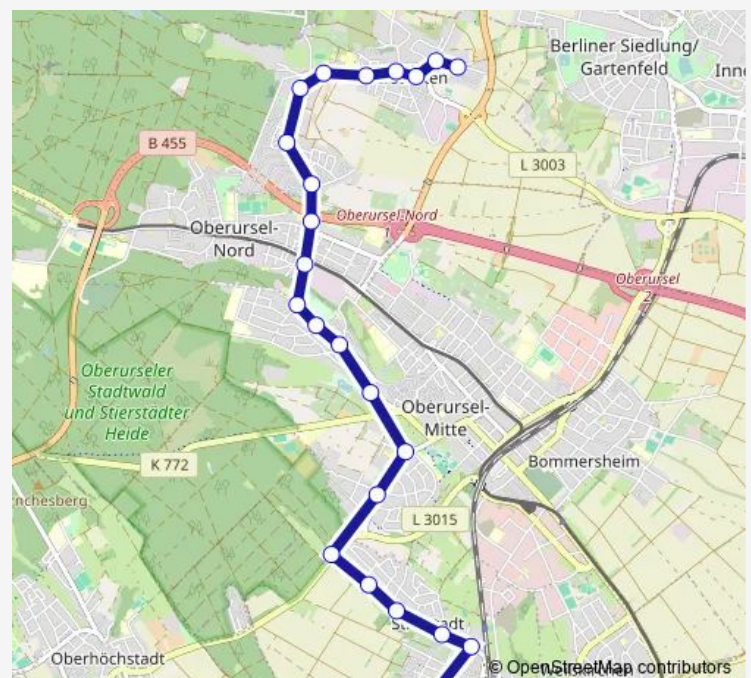 Berliner Siedlung/
Gartenfeld
B 455
L 3003
Oberursel-Nord
1
Oberursel-
Nord
Oberursel
2
Oberurseler
Stadtwald
und Stierstädter
Heide
Oberursel-
Mitte
K 772
Bommersheim
L 3015
Oberhöchstadt
© OpenStreetMap contributors